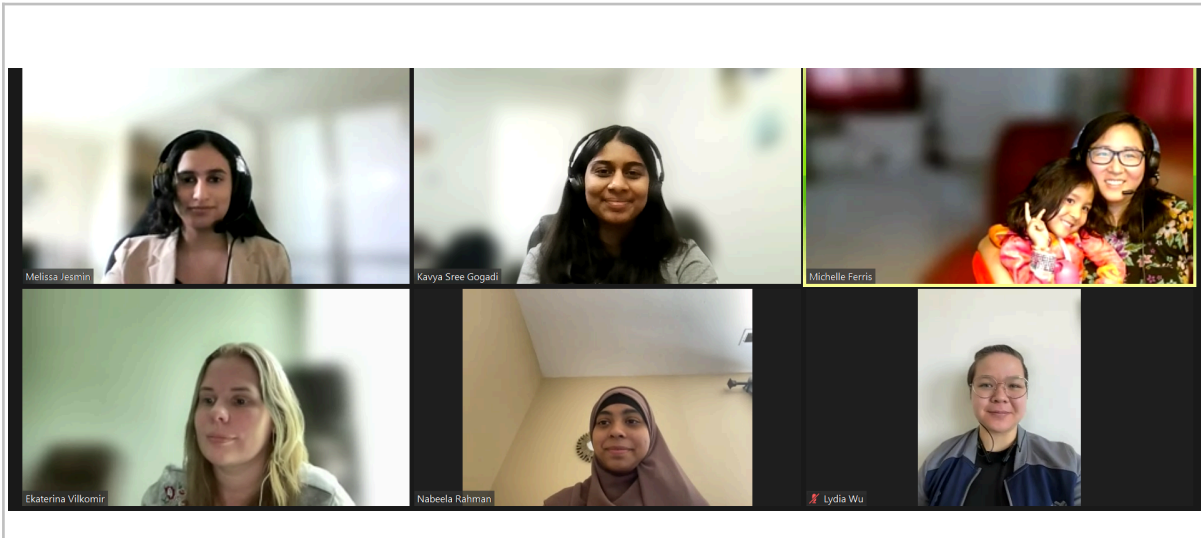 Melissa Jesmin
Kavya Sree Gogadi
Michelle Ferris
Ekaterina Vilkomir
Nabeela Rahman
Lydia Wu